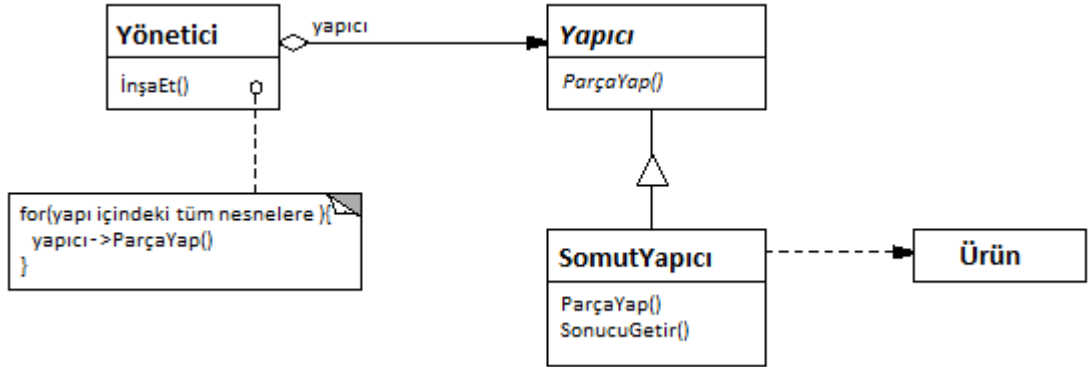 Yönetici
İnşaEt()
yapıcı
Yapıcı
ParçaYap()
for(yapı içindeki tüm nesnelere ){
yapıcı->ParçaYap()
}
SomutYapıcı
ParçaYap()
SonucuGetir()
Ürün